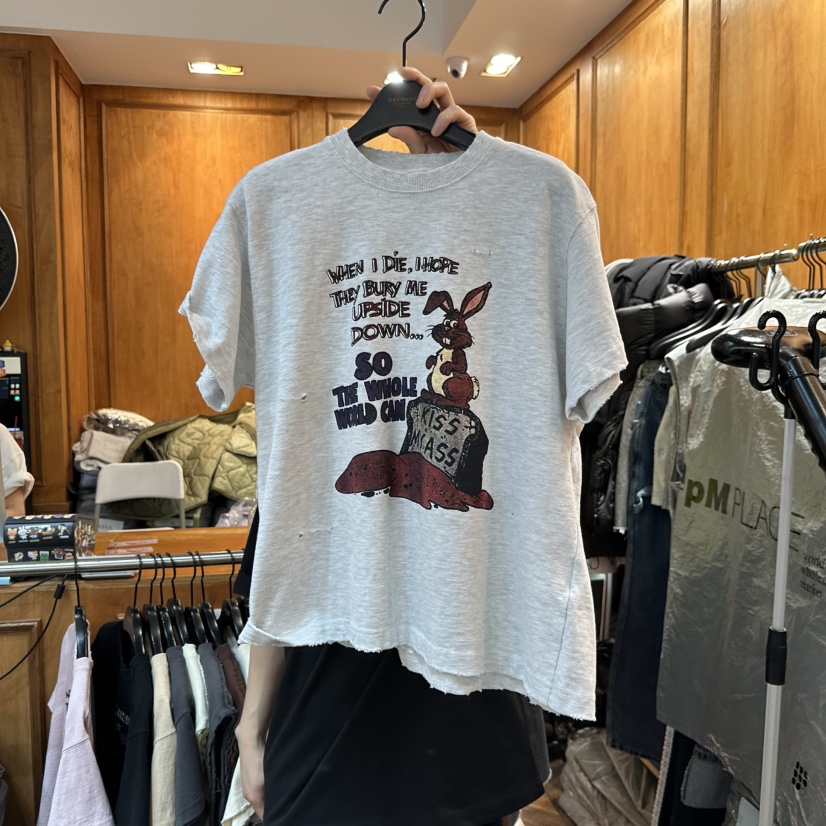 WHEN I DIE, I HOPE
THEY BURY ME
UPSIDE
DOWN...
SO
THE WHOLE
WORLD CAN
KISS
MY ASS
pM PLACE